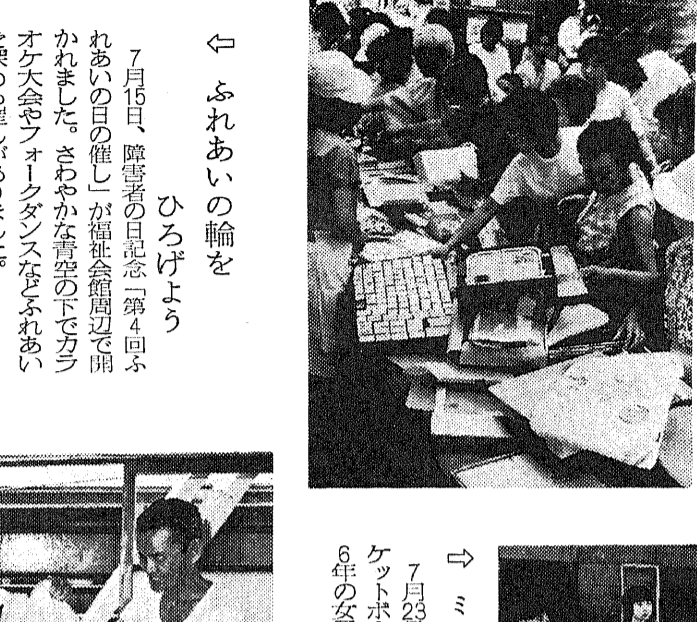 ⇦ ふれあいの輪を
ひろげよう
7月15日、障害者の日記念「第4回ふ
れあいの日の催し」が福祉会館周辺で開
かれました。さわやかな青空の下でカラ
オケ大会やフォークダンスなどふれあい
⇨ ミ
7月23
ケットボ
6年の女